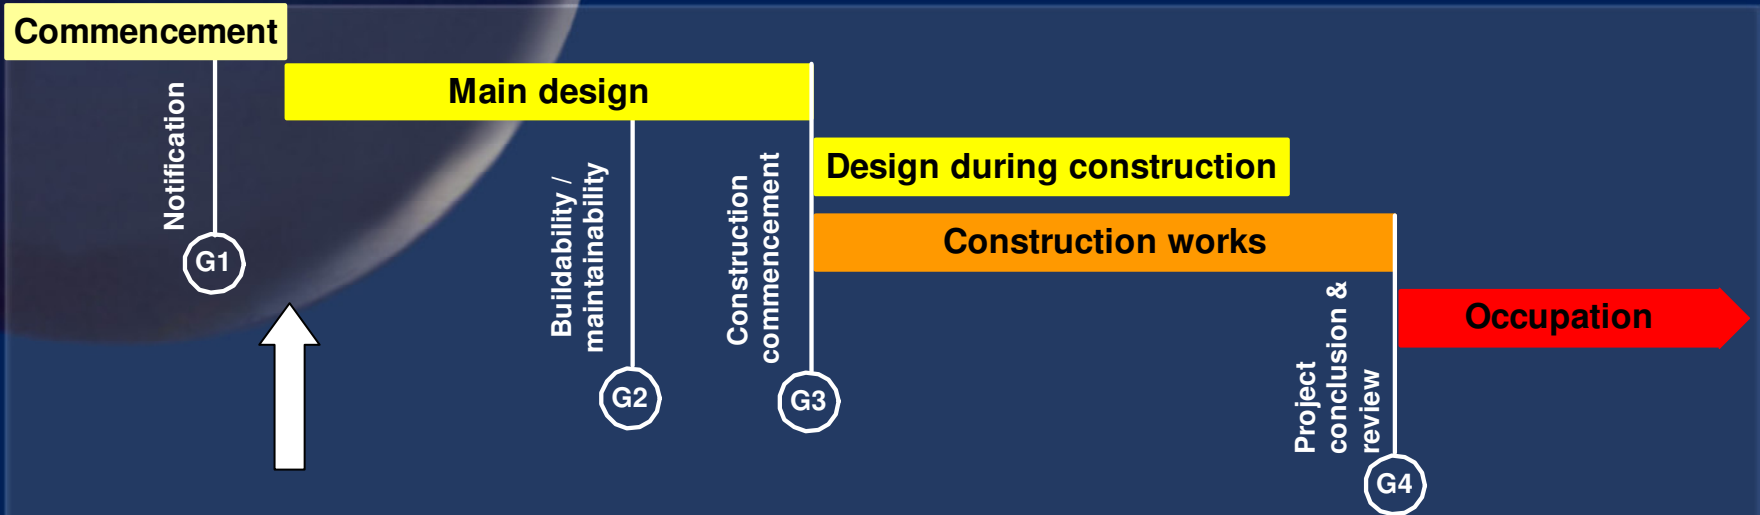 Commencement
Notification
G1
Main design
Buildability /
maintainability
G2
Construction
commencement
G3
Design during construction
Construction works
Project
conclusion &
review
G4
Occupation